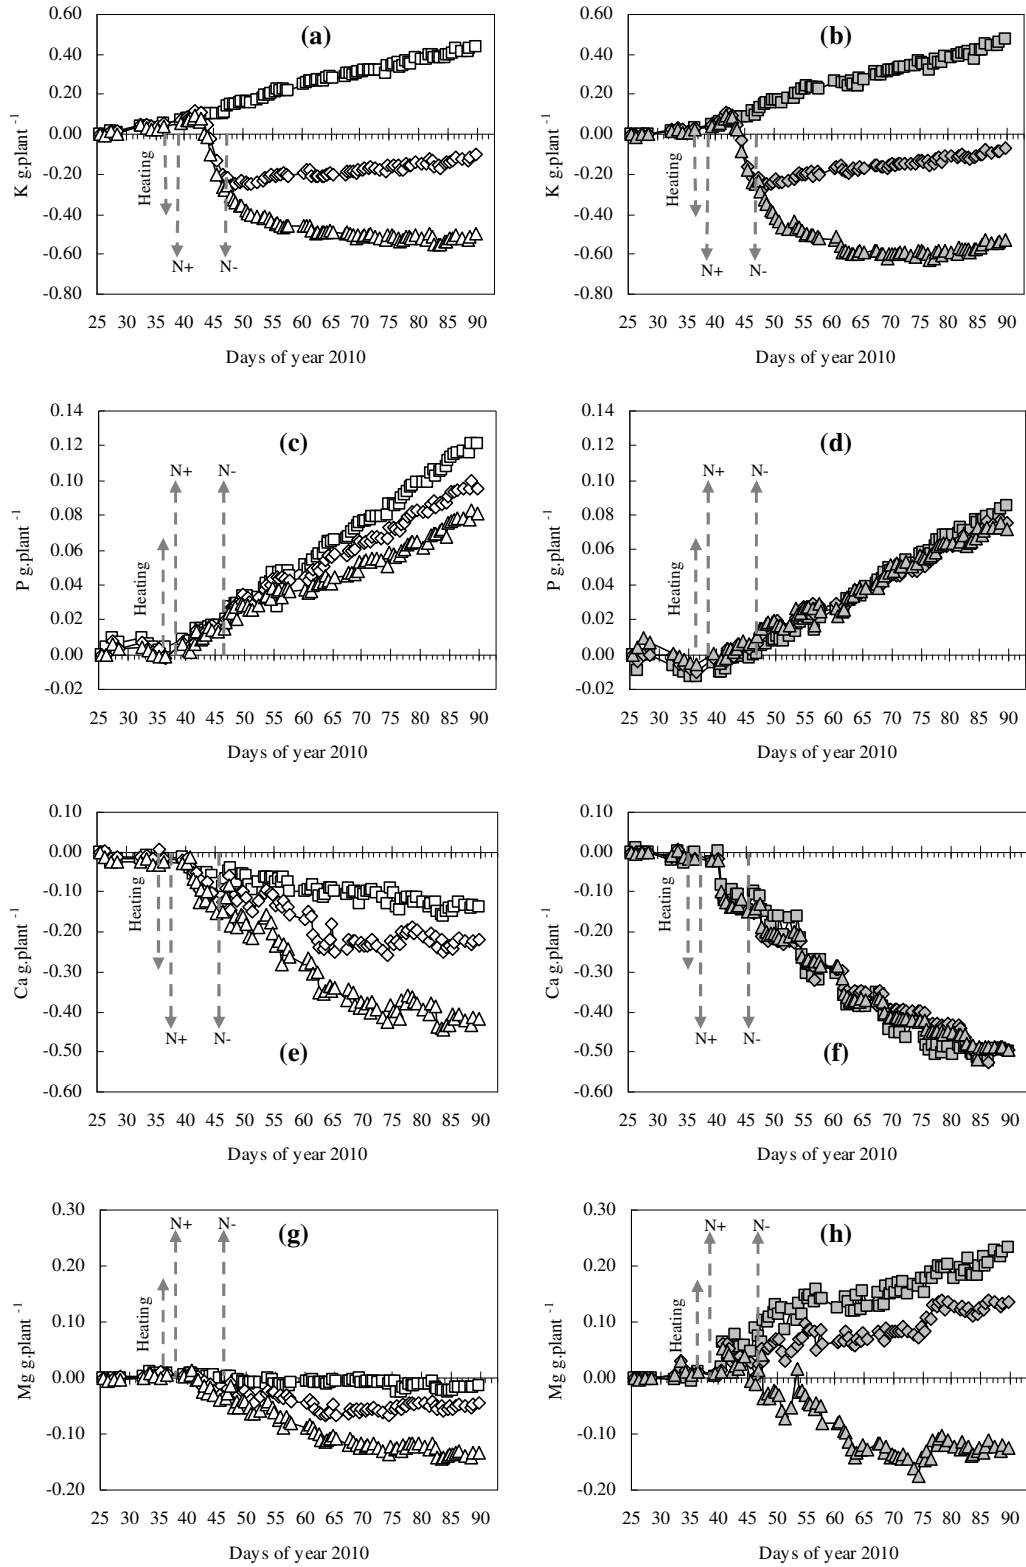 (a)
0.60
0.40
0.20
0.00
-0.20
-0.40
-0.60
-0.80
K g.plant -1
Heating
N+
N-
25 30 35 40 45 50 55 60 65 70 75 80 85 90
Days of year 2010
(b)
0.60
0.40
0.20
0.00
-0.20
-0.40
-0.60
-0.80
K g.plant -1
Heating
N+
N-
25 30 35 40 45 50 55 60 65 70 75 80 85 90
Days of year 2010
(c)
0.14
0.12
0.10
0.08
0.06
0.04
0.02
0.00
-0.02
P g.plant -1
Heating
N+
N-
25 30 35 40 45 50 55 60 65 70 75 80 85 90
Days of year 2010
(d)
0.14
0.12
0.10
0.08
0.06
0.04
0.02
0.00
-0.02
P g.plant -1
Heating
N+
N-
25 30 35 40 45 50 55 60 65 70 75 80 85 90
Days of year 2010
0.10
0.00
-0.10
-0.20
-0.30
-0.40
-0.50
-0.60
Ca g.plant -1
Heating
N+
N-
(e)
25 30 35 40 45 50 55 60 65 70 75 80 85 90
Days of year 2010
0.10
0.00
-0.10
-0.20
-0.30
-0.40
-0.50
-0.60
Ca g.plant -1
Heating
N+
N-
(f)
25 30 35 40 45 50 55 60 65 70 75 80 85 90
Days of year 2010
0.30
0.20
0.10
0.00
-0.10
-0.20
Mg g.plant -1
Heating
N+
N-
(g)
25 30 35 40 45 50 55 60 65 70 75 80 85 90
Days of year 2010
0.30
0.20
0.10
0.00
-0.10
-0.20
Mg g.plant -1
Heating
N+
N-
(h)
25 30 35 40 45 50 55 60 65 70 75 80 85 90
Days of year 2010